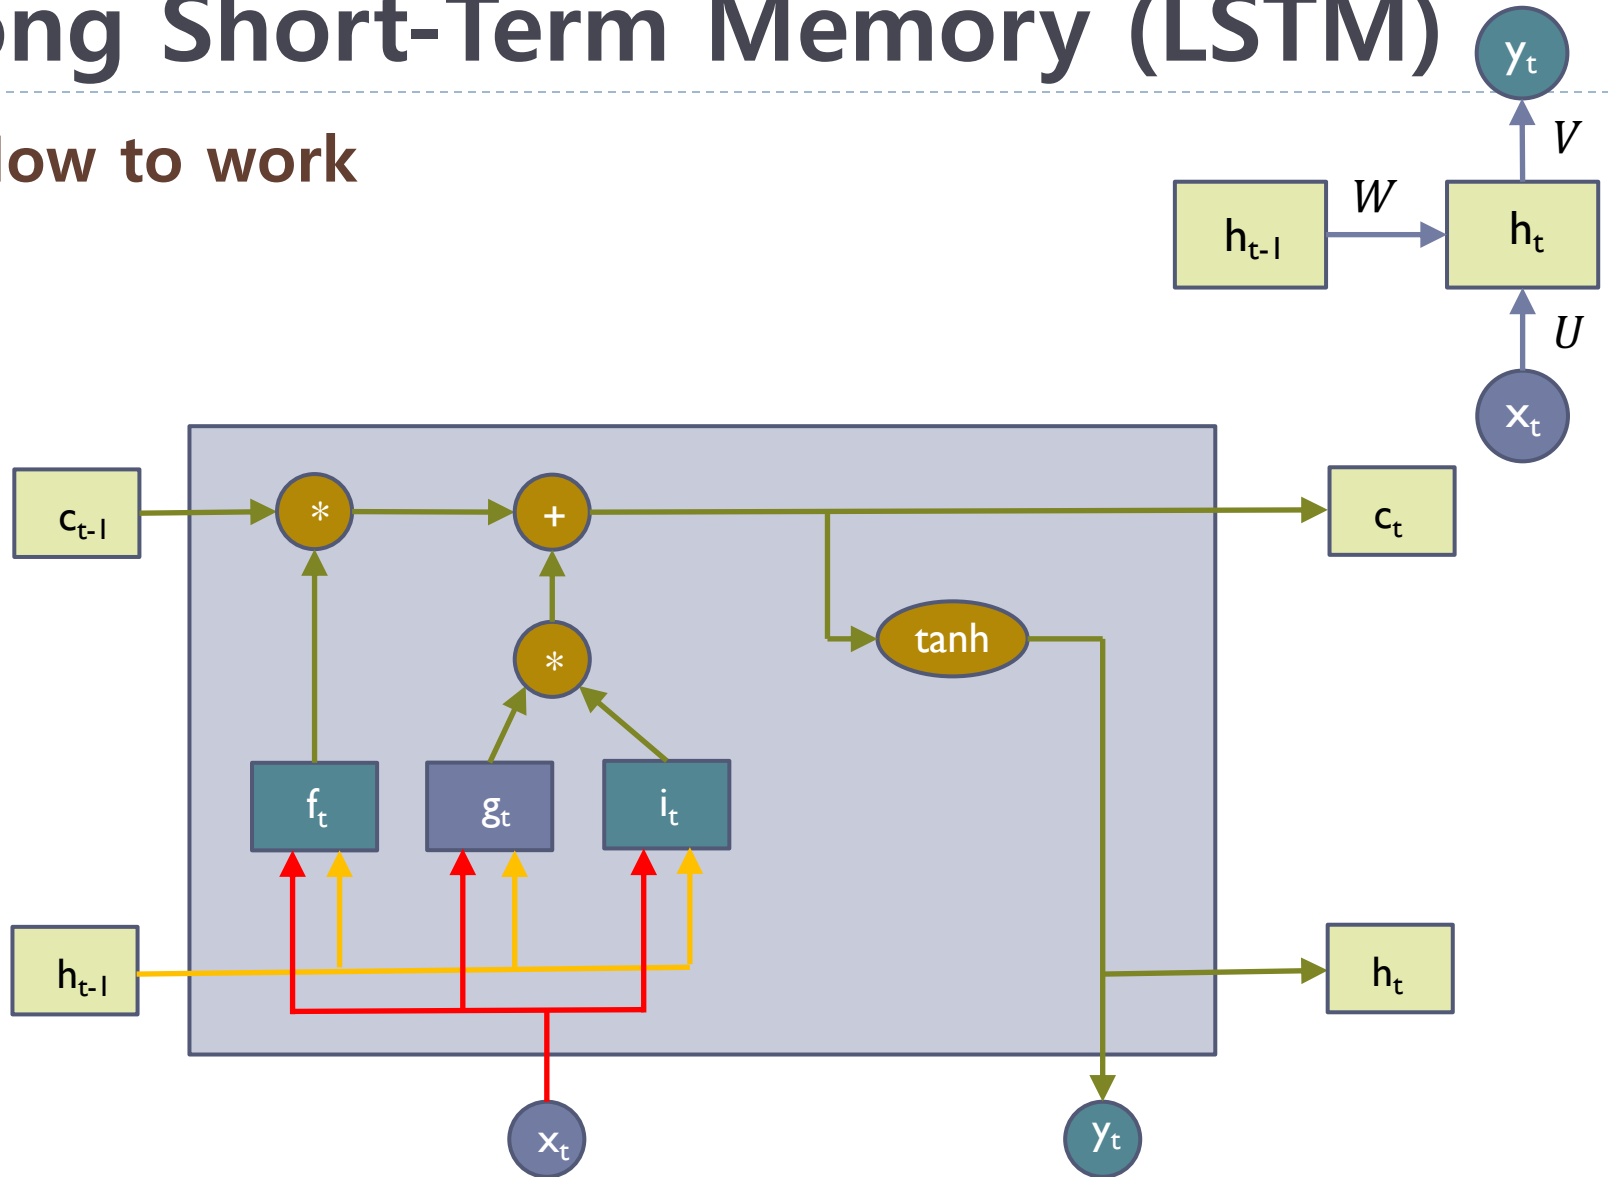 ong Short-Term Memory (LSTM)
How to work
yt
V
W
ht-1
ht
U
xt
ct-1
*
+
ct
tanh
*
ft
gt
it
ht-1
ht
xt
yt